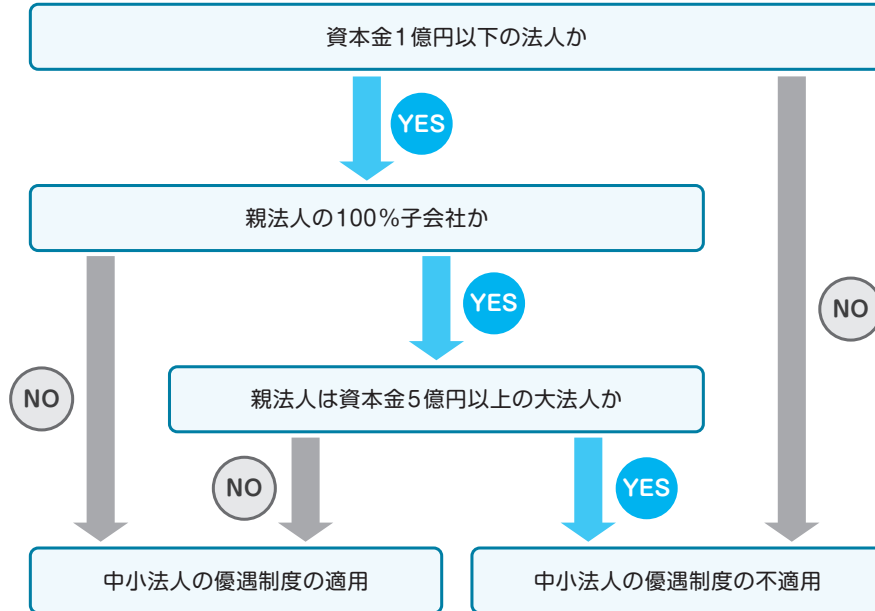 資本金1億円以下の法人か
YES
親法人の100％子会社か
YES
NO
親法人は資本金5億円以上の大法人か
NO
NO
YES
中小法人の優遇制度の適用
中小法人の優遇制度の不適用